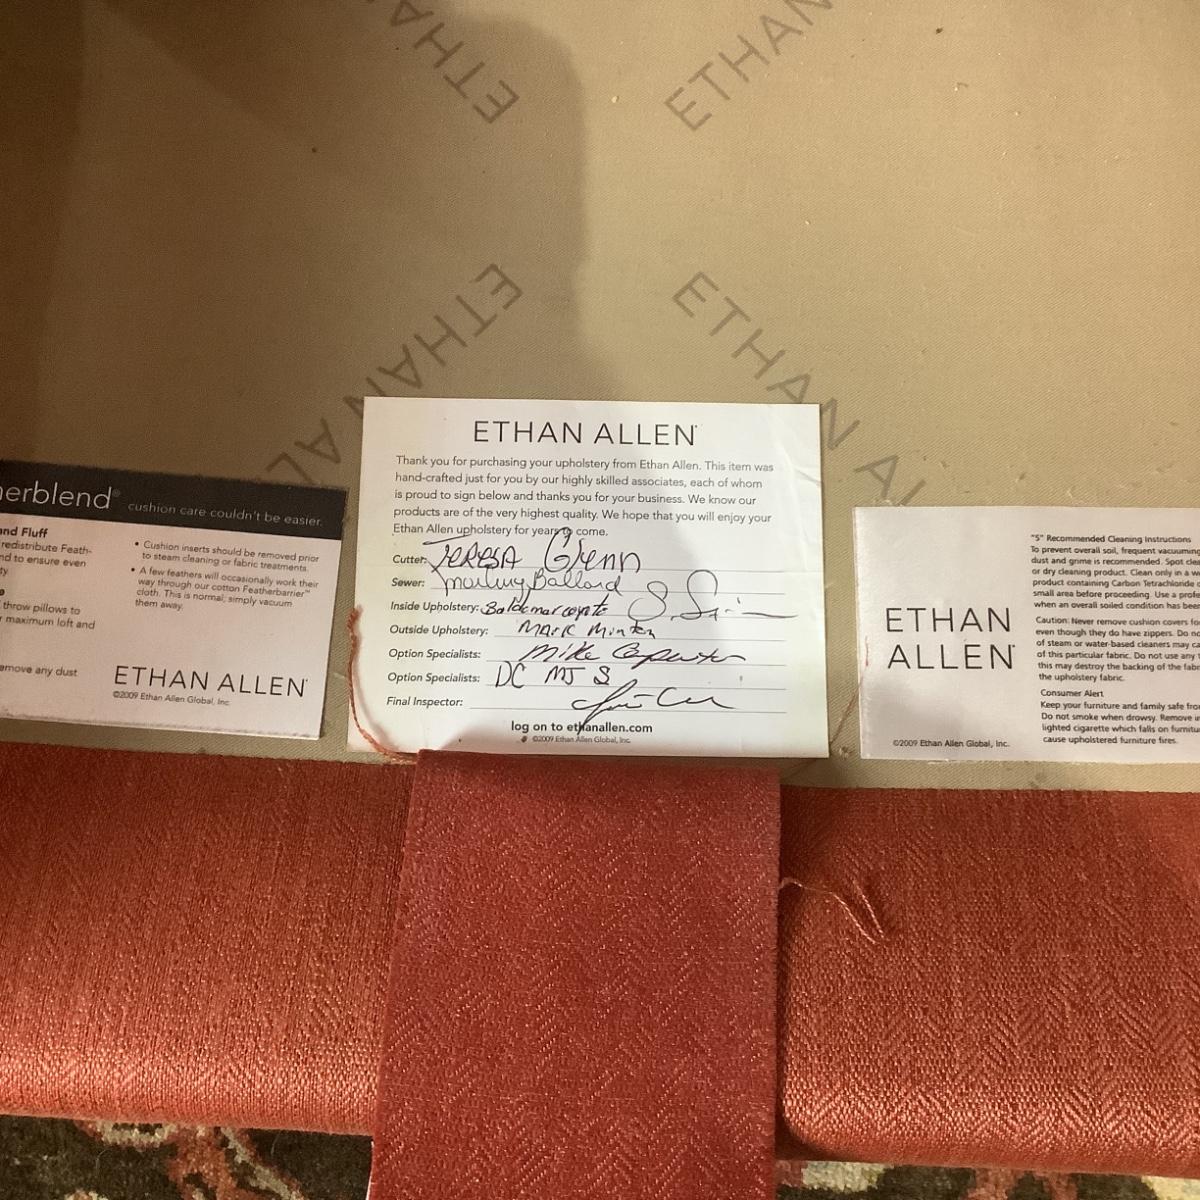 ETHAN
ETHAN
ETHAN
ETHAN AL
erblend® cushion care couldn't be easier.
nd Fluff
redistribute Feath-
nd to ensure even
throw pillows to
maximum loft and
emove any dust
• Cushion inserts should be removed prior
to steam cleaning or fabric treatments.
• A few feathers will occasionally work their
way through our cotton Featherbarrier™
cloth. This is normal; simply vacuum
them away.
ETHAN ALLEN®
©2009 Ethan Allen Global, Inc.
ETHAN ALLEN®
Thank you for purchasing your upholstery from Ethan Allen. This item was
hand-crafted just for you by our highly skilled associates, each of whom
is proud to sign below and thanks you for your business. We know our
products are of the very highest quality. We hope that you will enjoy your
Ethan Allen upholstery for years to come.
Cutter: TERESA Glenn
Sewer: Ballard
Inside Upholstery:
Outside Upholstery: Mark Minton
Option Specialists: Mike Carpenter
Option Specialists: DC MJ S
Final Inspector:
log on to ethanallen.com
©2009 Ethan Allen Global, Inc.
ETHAN
ALLEN®
©2009 Ethan Allen Global, Inc.
"S" Recommended Cleaning Instructions
To prevent overall soil, frequent vacuuming
dust and grime is recommended. Spot clea
or dry cleaning product. Clean only in a we
product containing Carbon Tetrachloride o
small area before proceeding. Use a profe
when an overall soiled condition has been
Caution: Never remove cushion covers fo
even though they do have zippers. Do no
of steam or water-based cleaners may ca
of this particular fabric. Do not use any
this may destroy the backing of the fabr
the upholstery fabric.
Consumer Alert
Keep your furniture and family safe from
Do not smoke when drowsy. Remove i
lighted cigarette which falls on furnitu
cause upholstered furniture fires.